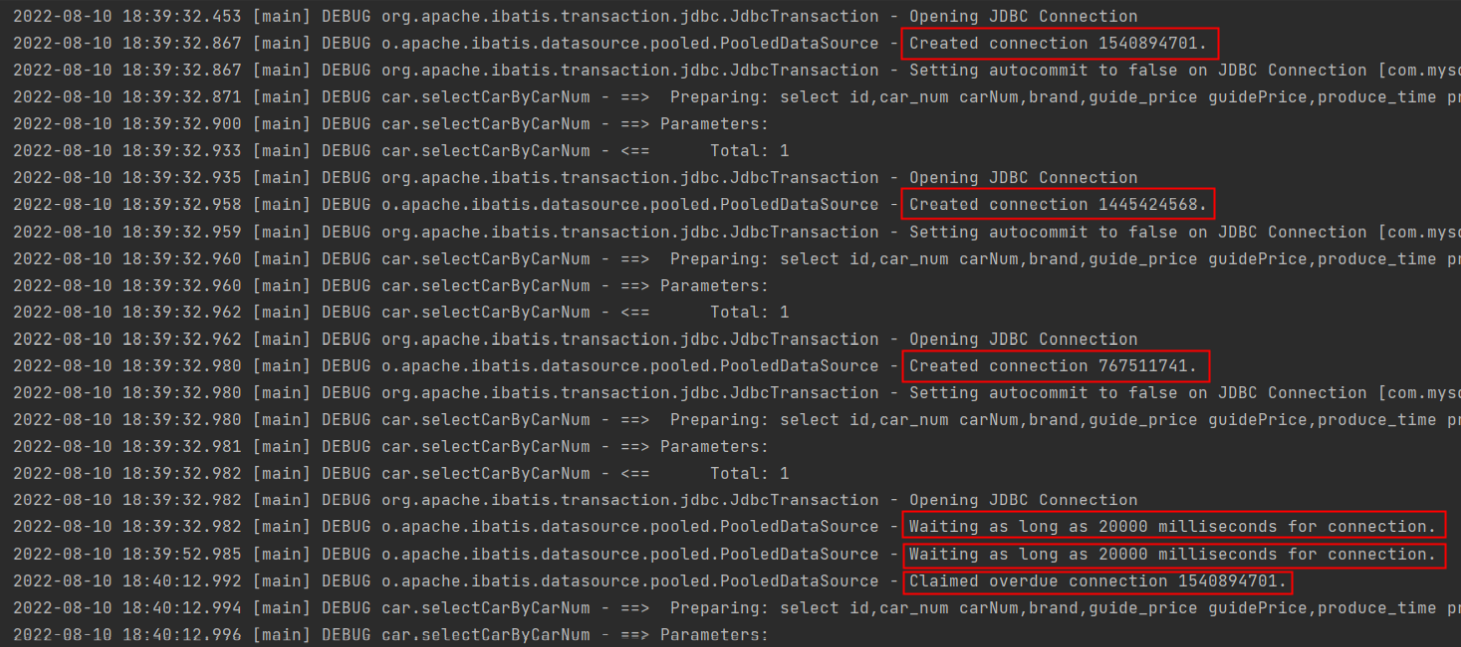 2022-08-10 18:39:32.453 [main] DEBUG org.apache.ibatis.transaction.jdbc.JdbcTransaction - Opening JDBC Connection
2022-08-10 18:39:32.867 [main] DEBUG o.apache.ibatis.datasource.pooled.PooledDataSource - Created connection 1540894701.
2022-08-10 18:39:32.867 [main] DEBUG org.apache.ibatis.transaction.jdbc.JdbcTransaction - Setting autocommit to false on JDBC Connection [com.mys
2022-08-10 18:39:32.871 [main] DEBUG car.selectCarByCarNum - ==>  Preparing: select id,car_num carNum,brand,guide_price guidePrice,produce_time p
2022-08-10 18:39:32.900 [main] DEBUG car.selectCarByCarNum - ==> Parameters:
2022-08-10 18:39:32.933 [main] DEBUG car.selectCarByCarNum - <==      Total: 1
2022-08-10 18:39:32.935 [main] DEBUG org.apache.ibatis.transaction.jdbc.JdbcTransaction - Opening JDBC Connection
2022-08-10 18:39:32.958 [main] DEBUG o.apache.ibatis.datasource.pooled.PooledDataSource - Created connection 1445424568.
2022-08-10 18:39:32.959 [main] DEBUG org.apache.ibatis.transaction.jdbc.JdbcTransaction - Setting autocommit to false on JDBC Connection [com.mys
2022-08-10 18:39:32.960 [main] DEBUG car.selectCarByCarNum - ==>  Preparing: select id,car_num carNum,brand,guide_price guidePrice,produce_time p
2022-08-10 18:39:32.960 [main] DEBUG car.selectCarByCarNum - ==> Parameters:
2022-08-10 18:39:32.962 [main] DEBUG car.selectCarByCarNum - <==      Total: 1
2022-08-10 18:39:32.962 [main] DEBUG org.apache.ibatis.transaction.jdbc.JdbcTransaction - Opening JDBC Connection
2022-08-10 18:39:32.980 [main] DEBUG o.apache.ibatis.datasource.pooled.PooledDataSource - Created connection 767511741.
2022-08-10 18:39:32.980 [main] DEBUG org.apache.ibatis.transaction.jdbc.JdbcTransaction - Setting autocommit to false on JDBC Connection [com.mys
2022-08-10 18:39:32.980 [main] DEBUG car.selectCarByCarNum - ==>  Preparing: select id,car_num carNum,brand,guide_price guidePrice,produce_time p
2022-08-10 18:39:32.981 [main] DEBUG car.selectCarByCarNum - ==> Parameters:
2022-08-10 18:39:32.982 [main] DEBUG car.selectCarByCarNum - <==      Total: 1
2022-08-10 18:39:32.982 [main] DEBUG org.apache.ibatis.transaction.jdbc.JdbcTransaction - Opening JDBC Connection
2022-08-10 18:39:32.982 [main] DEBUG o.apache.ibatis.datasource.pooled.PooledDataSource - Waiting as long as 20000 milliseconds for connection.
2022-08-10 18:39:52.985 [main] DEBUG o.apache.ibatis.datasource.pooled.PooledDataSource - Waiting as long as 20000 milliseconds for connection.
2022-08-10 18:40:12.992 [main] DEBUG o.apache.ibatis.datasource.pooled.PooledDataSource - Claimed overdue connection 1540894701.
2022-08-10 18:40:12.994 [main] DEBUG car.selectCarByCarNum - ==>  Preparing: select id,car_num carNum,brand,guide_price guidePrice,produce_time p
2022-08-10 18:40:12.996 [main] DEBUG car.selectCarByCarNum - ==> Parameters: